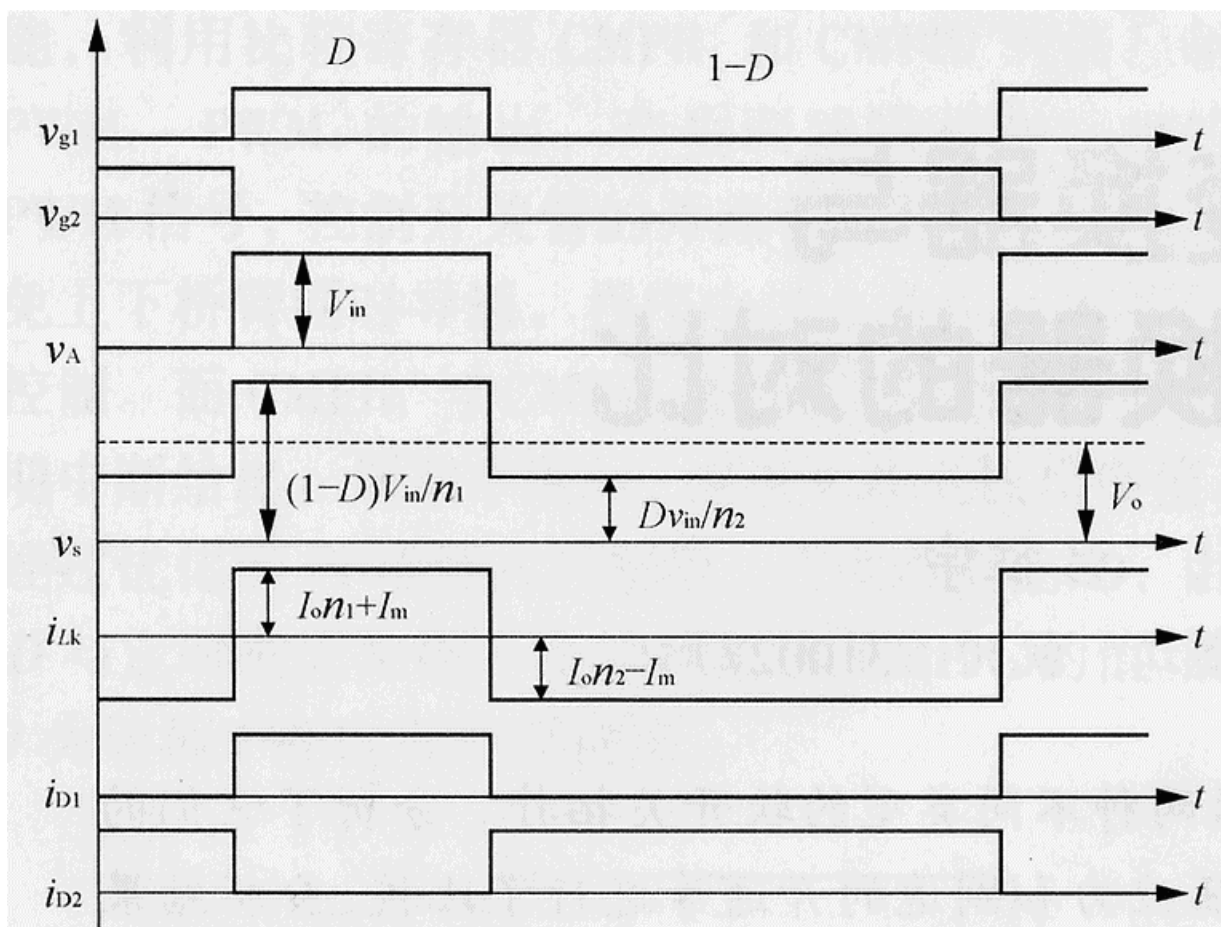 D
1−D
vg1
t
vg2
t
Vin
vA
t
(1−D)Vin/n1
Dvin/n2
Vo
vs
t
Ion1+Im
iLk
t
Ion2−Im
iD1
t
iD2
t